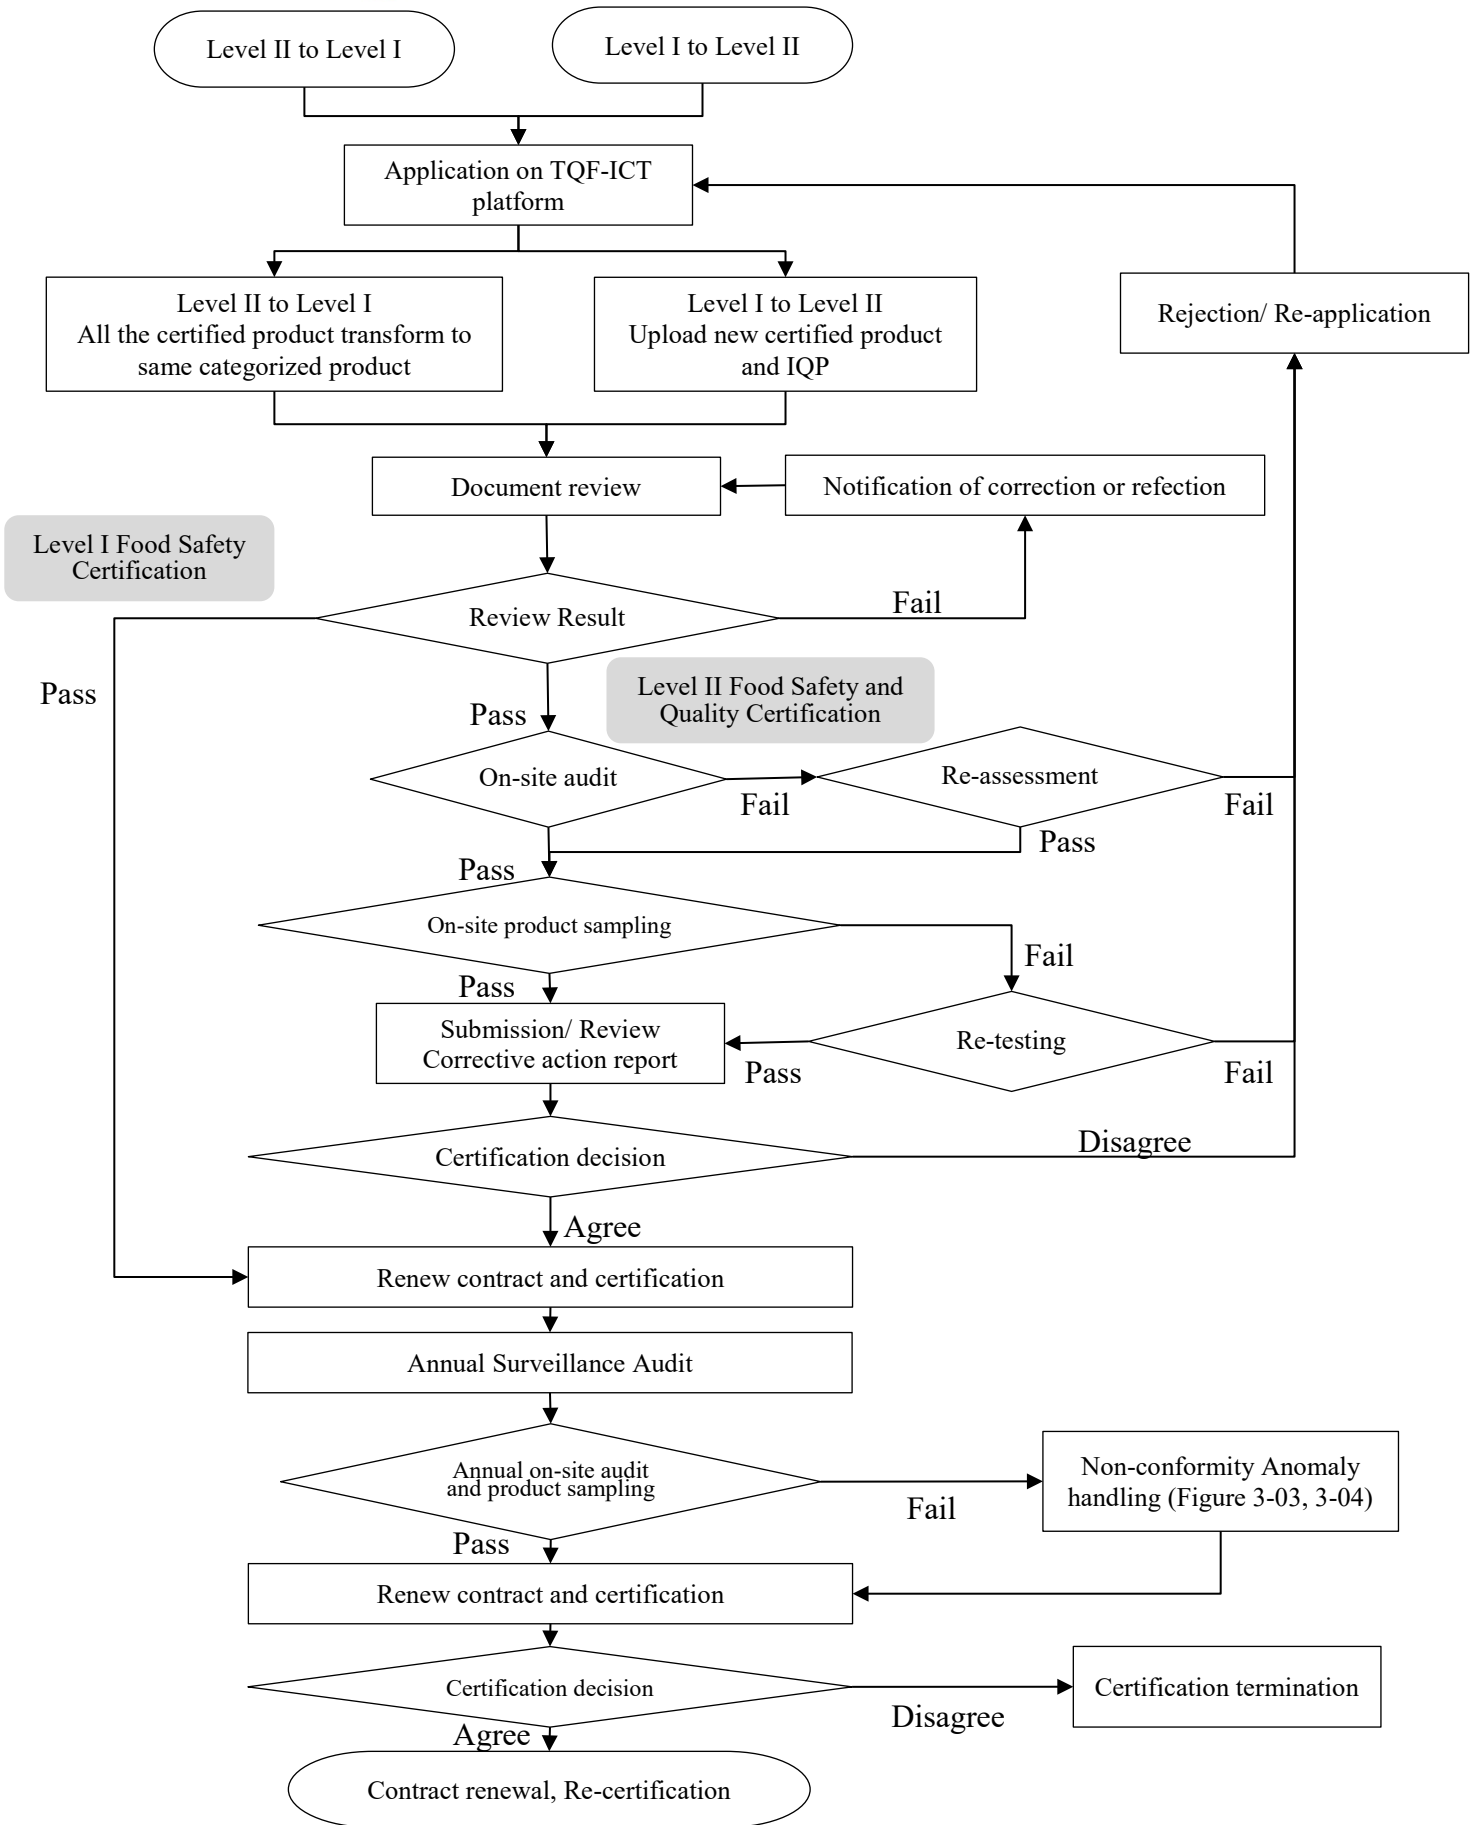 Level II to Level I
Level I to Level II
Application on TQF-ICT
platform
Level II to Level I
All the certified product transform to
same categorized product
Level I to Level II
Upload new certified product
and IQP
Rejection/ Re-application
Document review
Notification of correction or refection
Level I Food Safety
Certification
Review Result
Fail
Pass
Level II Food Safety and
Quality Certification
Pass
On-site audit
Fail
Re-assessment
Fail
Pass
Pass
On-site product sampling
Fail
Pass
Submission/ Review
Corrective action report
Re-testing
Pass
Fail
Certification decision
Disagree
Agree
Renew contract and certification
Annual Surveillance Audit
Annual on-site audit
and product sampling
Fail
Non-conformity Anomaly
handling (Figure 3-03, 3-04)
Pass
Renew contract and certification
Certification decision
Disagree
Certification termination
Agree
Contract renewal, Re-certification